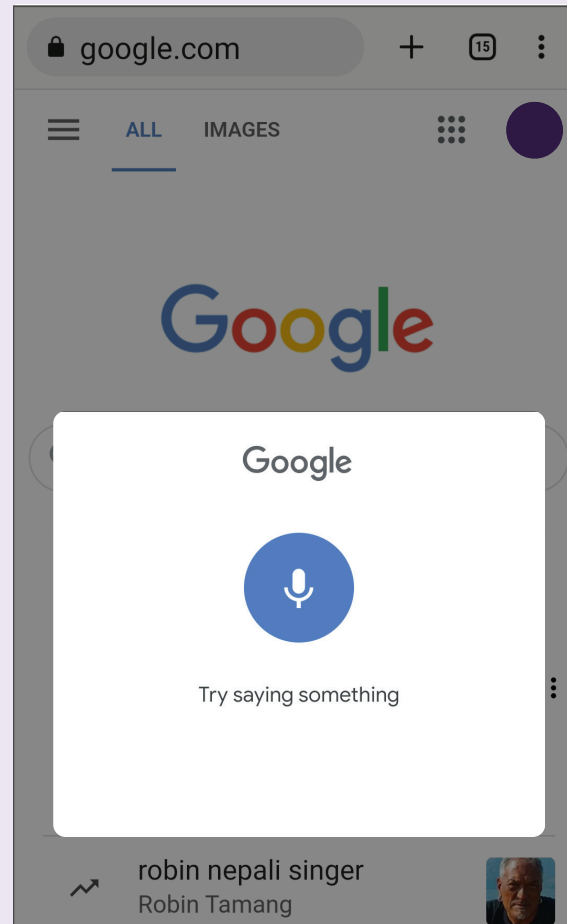 google.com
15
ALL IMAGES
Google
Google
Try saying something
robin nepali singer
Robin Tamang